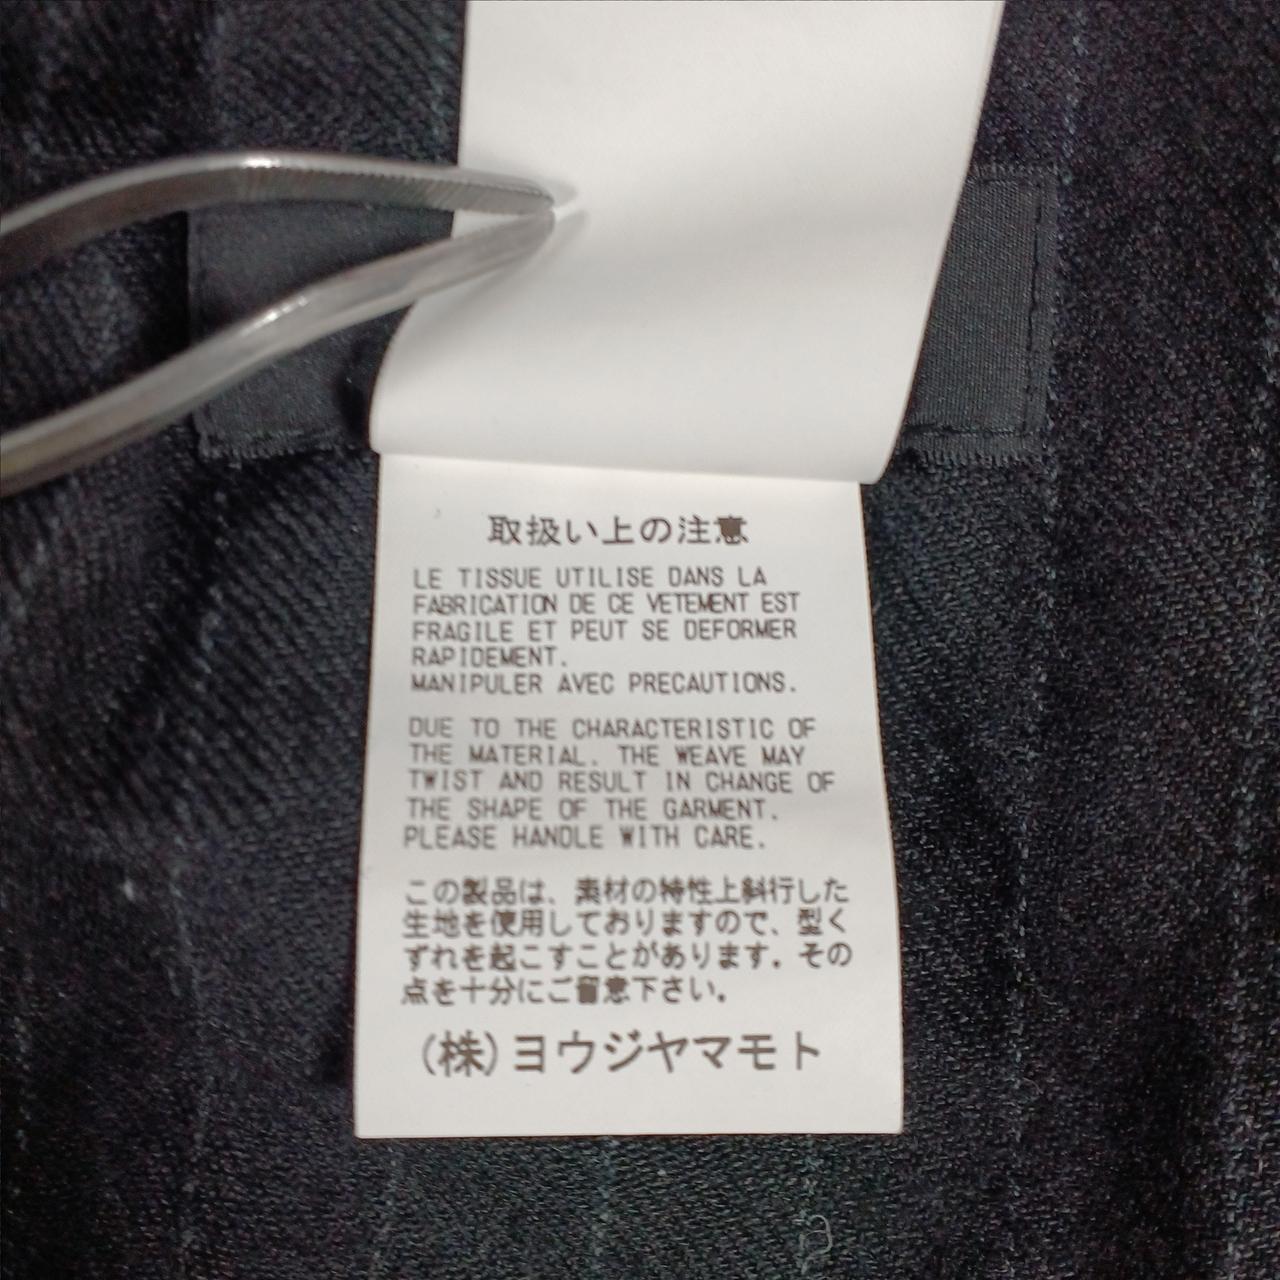 取扱い上の注意
LE TISSUE UTILISE DANS LA
FABRICATION DE CE VETEMENT EST
FRAGILE ET PEUT SE DEFORMER
RAPIDEMENT.
MANIPULER AVEC PRECAUTIONS.
DUE TO THE CHARACTERISTIC OF
THE MATERIAL. THE WEAVE MAY
TWIST AND RESULT IN CHANGE OF
THE SHAPE OF THE GARMENT.
PLEASE HANDLE WITH CARE.
この製品は、素材の特性上斜行した
生地を使用しておりますので、型く
ずれを起こすことがあります。その
点を十分にご留意下さい。
(株)ヨウジヤマモト